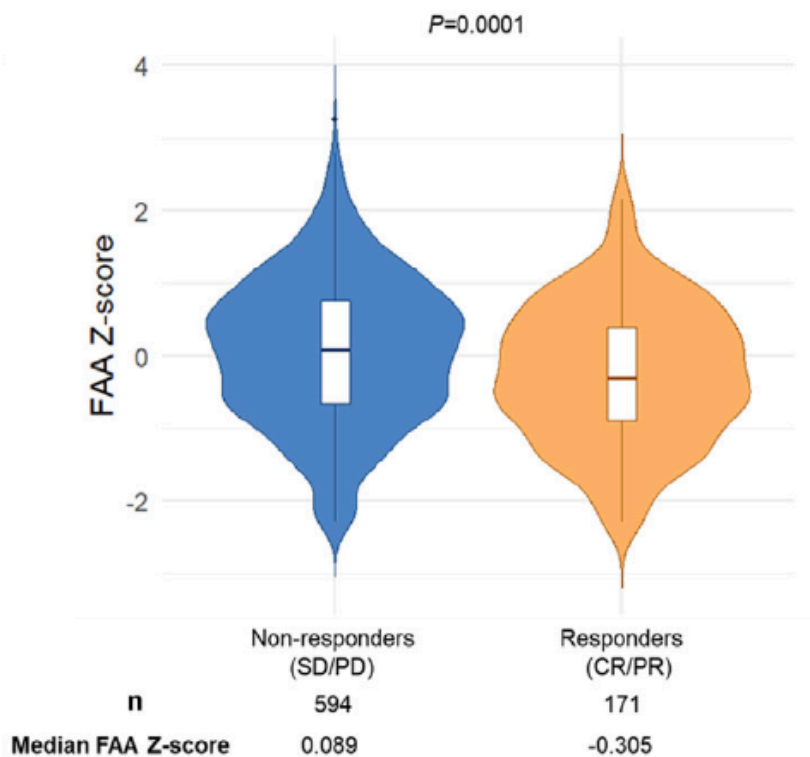 P=0.0001
FAA Z-score
4
2
0
-2
Non-responders Responders
(SD/PD) (CR/PR)
n 594 171
Median FAA Z-score 0.089 -0.305